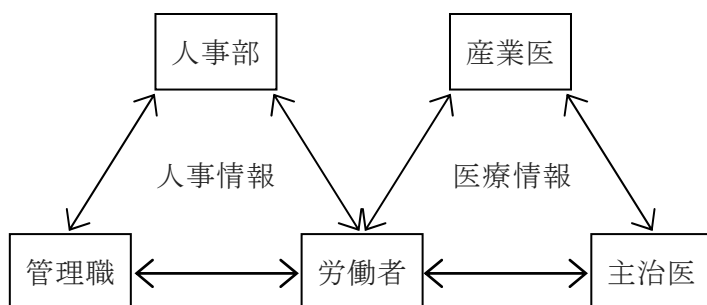 人事部
産業医
人事情報
医療情報
管理職
労働者
主治医